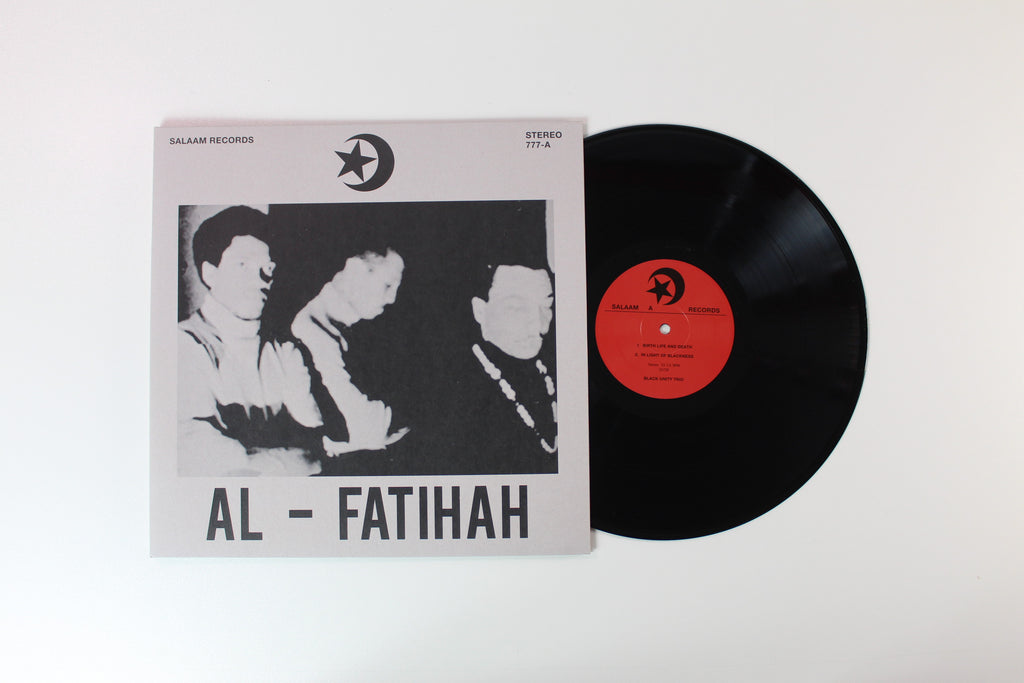 SALAAM RECORDS
STEREO
777-A
AL - FATIHAH
SALAAM A RECORDS
1. BIRTH LIFE AND DEATH
2. IN LIGHT OF BLACKNESS
BLACK UNITY TRIO